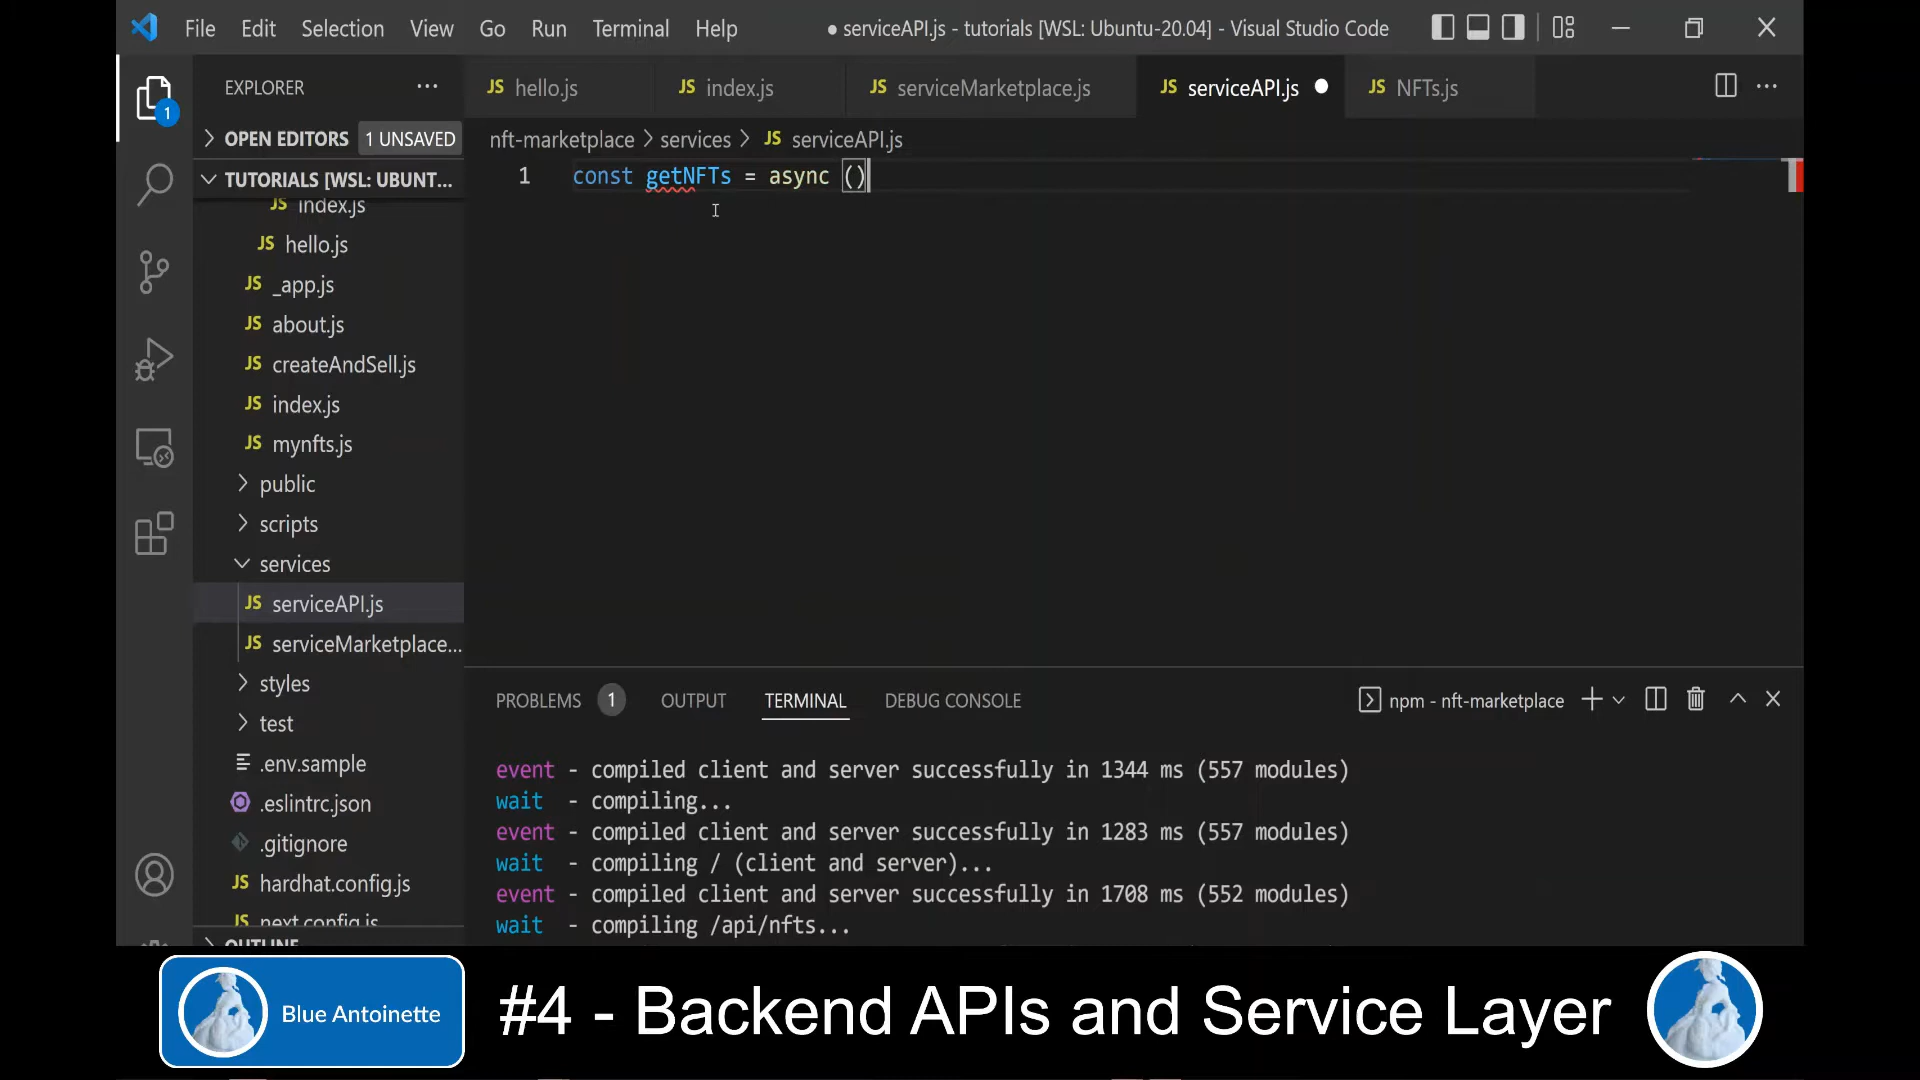 File Edit Selection View Go Run Terminal Help
● serviceAPI.js - tutorials [WSL: Ubuntu-20.04] - Visual Studio Code
1
EXPLORER
OPEN EDITORS 1 UNSAVED
TUTORIALS [WSL: UBUNT...
JS index.js
JS hello.js
JS _app.js
JS about.js
JS createAndSell.js
JS index.js
JS mynfts.js
public
scripts
services
JS serviceAPI.js
JS serviceMarketplace...
styles
test
.env.sample
.eslintrc.json
.gitignore
JS hardhat.config.js
JS next.config.js
OUTLINE
JS hello.js JS index.js JS serviceMarketplace.js JS serviceAPI.js JS NFTs.js
nft-marketplace > services > JS serviceAPI.js
1 const getNFTs = async ()
PROBLEMS 1 OUTPUT TERMINAL DEBUG CONSOLE npm - nft-marketplace
event - compiled client and server successfully in 1344 ms (557 modules)
wait - compiling...
event - compiled client and server successfully in 1283 ms (557 modules)
wait - compiling / (client and server)...
event - compiled client and server successfully in 1708 ms (552 modules)
wait - compiling /api/nfts...
Blue Antoinette
#4 - Backend APIs and Service Layer